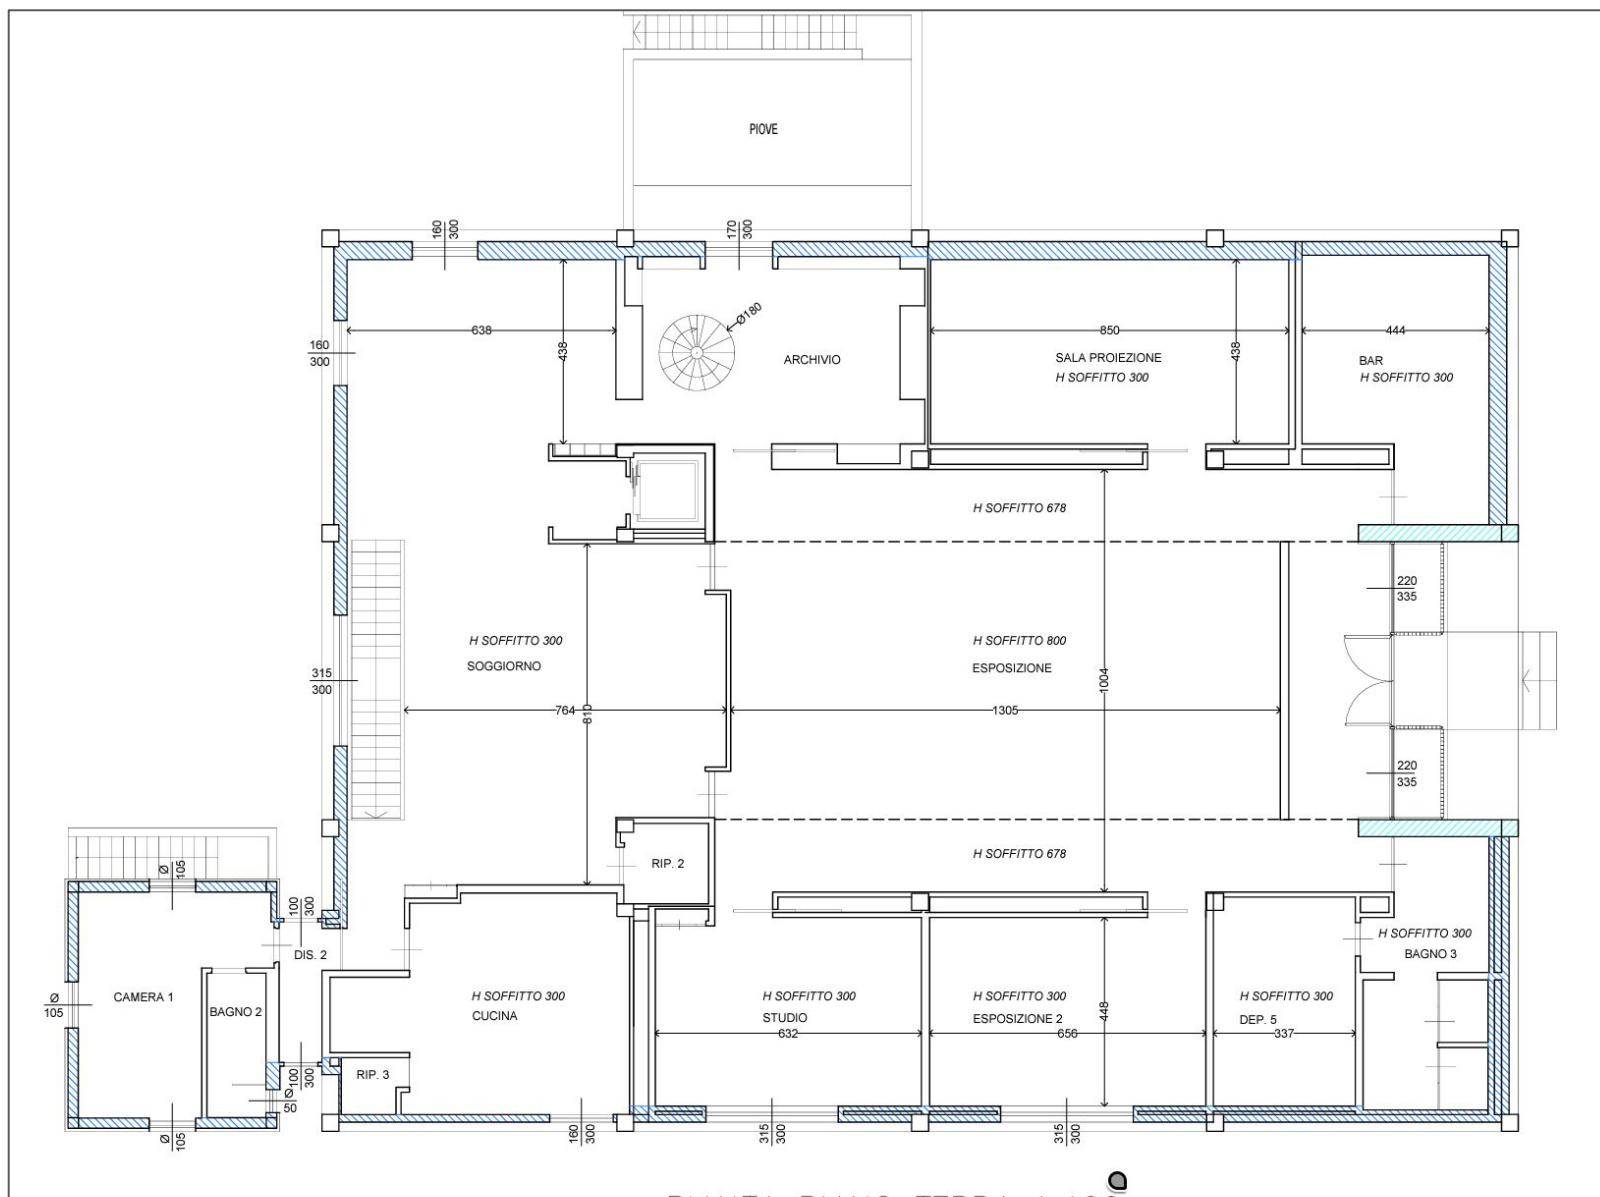 PIOVE
160
300
170
300
638
438
Ø180
850
438
444
160
300
ARCHIVIO
SALA PROIEZIONE
H SOFFITTO 300
BAR
H SOFFITTO 300
H SOFFITTO 678
220
335
H SOFFITTO 300
SOGGIORNO
H SOFFITTO 800
ESPOSIZIONE
315
300
1004
764
810
1305
220
335
RIP. 2
H SOFFITTO 678
Ø
105
100
300
DIS. 2
H SOFFITTO 300
BAGNO 3
CAMERA 1
Ø
105
BAGNO 2
H SOFFITTO 300
CUCINA
H SOFFITTO 300
STUDIO
H SOFFITTO 300
ESPOSIZIONE 2
448
H SOFFITTO 300
DEP. 5
632
656
337
RIP. 3
100
300
Ø
50
Ø
105
160
300
315
300
315
300